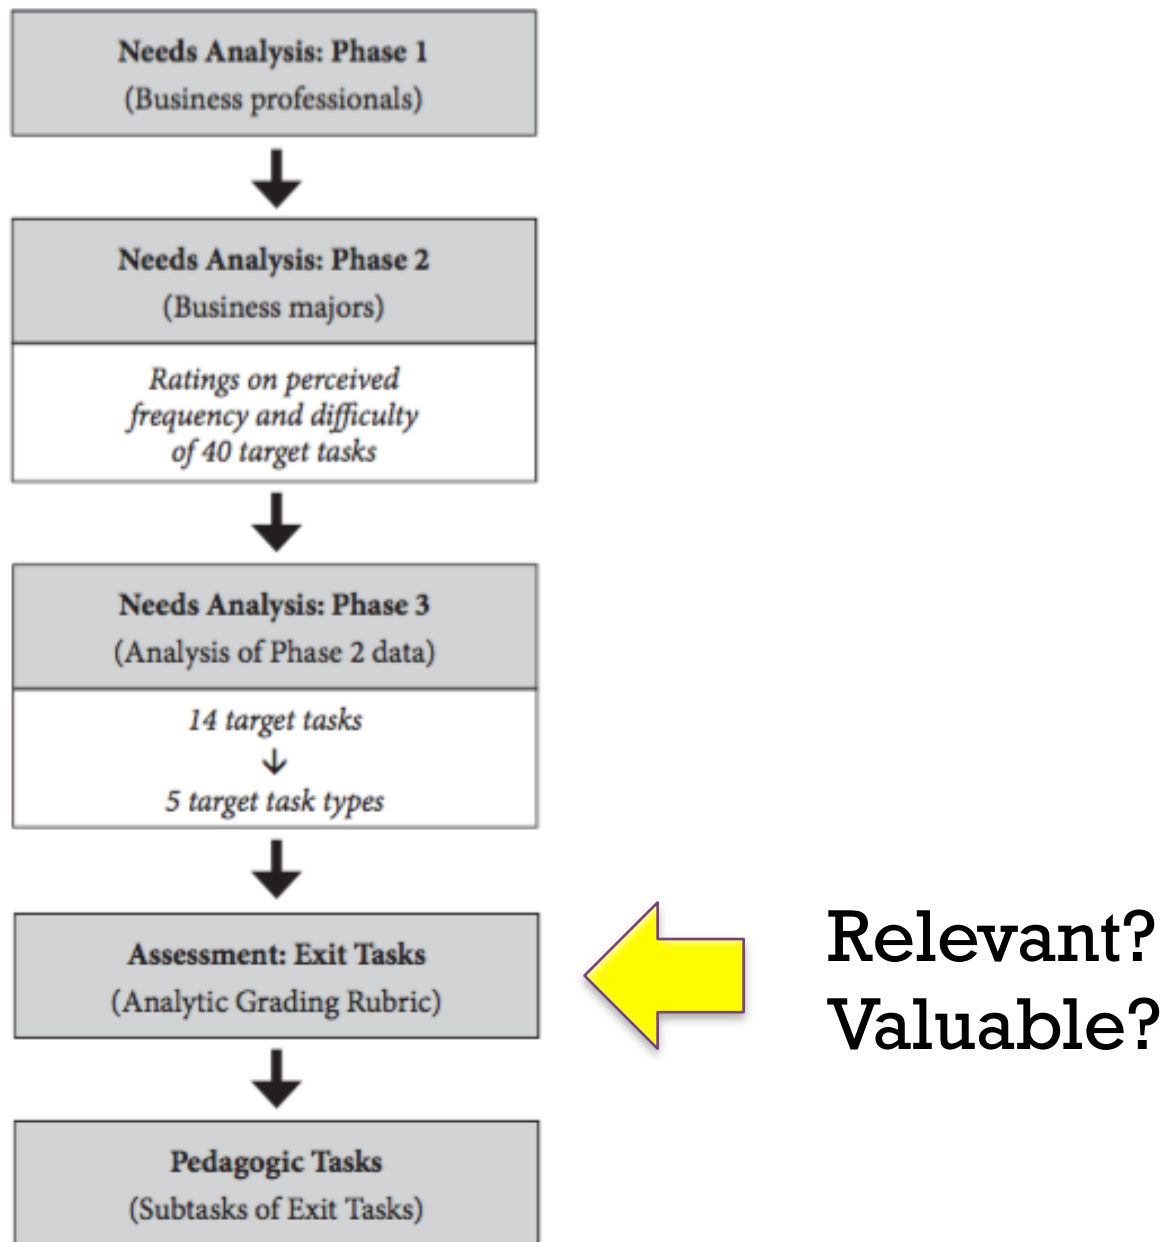 Needs Analysis: Phase 1
(Business professionals)
Needs Analysis: Phase 2
(Business majors)
Ratings on perceived
frequency and difficulty
of 40 target tasks
Needs Analysis: Phase 3
(Analysis of Phase 2 data)
14 target tasks
↓
5 target task types
Assessment: Exit Tasks
(Analytic Grading Rubric)
Relevant?
Valuable?
Pedagogic Tasks
(Subtasks of Exit Tasks)